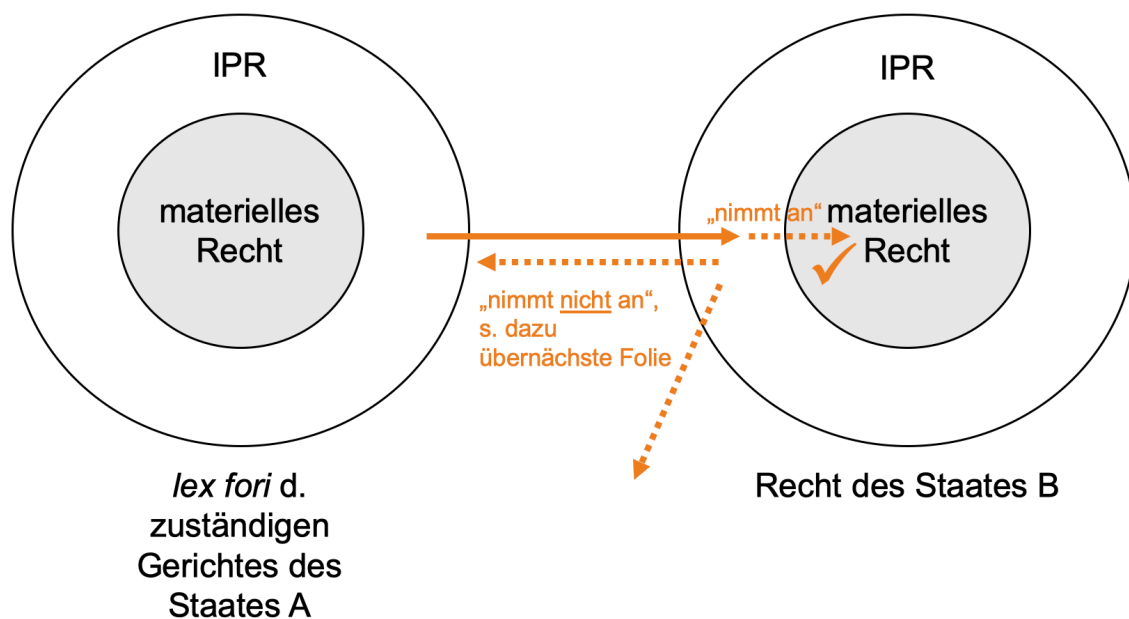 IPR
materielles
Recht
IPR
„nimmt an“
materielles
Recht
„nimmt nicht an“,
s. dazu
übernächste Folie
lex fori d.
zuständigen
Gerichtes des
Staates A
Recht des Staates B